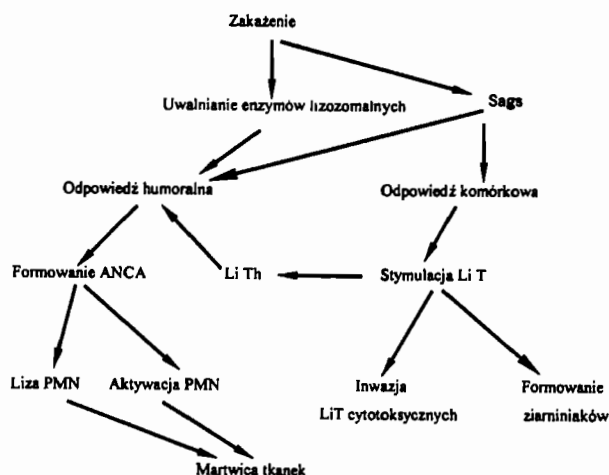 Zakażenie
Uwalnianie enzymów lizozomalnych
Sags
Odpowiedź humoralna
Odpowiedź komórkowa
Formowanie ANCA
Li Th
Stymulacja Li T
Liza PMN
Aktywacja PMN
Inwazja
LiT cytotoksycznych
Formowanie
ziarniniaków
Martwica tkanek